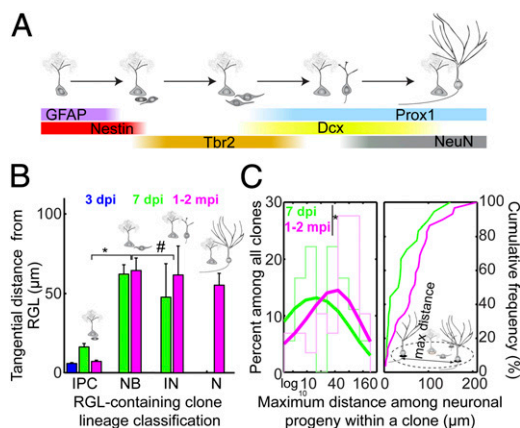 A
GFAP
Nestin
Tbr2
Dcx
Prox1
NeuN
B
3 dpi 7 dpi 1-2 mpi
Tangential distance from
RGL (μm)
100
50
0
*
#
IPC NB IN N
RGL-containing clone
lineage classification
C
7 dpi
1-2 mpi
*
Percent among all clones
30
20
10
0
log10 10 40 160
max distance
0 100 200
Cumulative frequency (%)
100
80
60
40
20
0
Maximum distance among neuronal
progeny within a clone (μm)